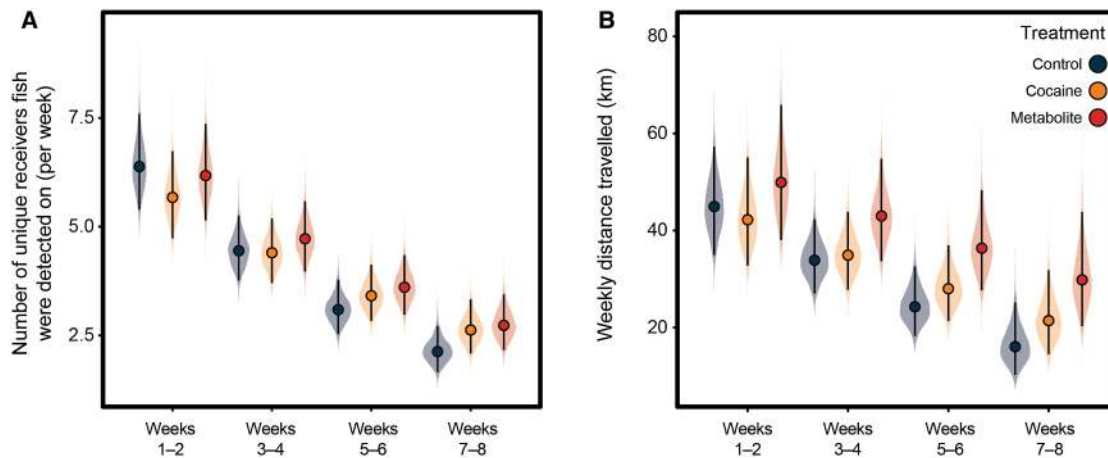 A
Number of unique receivers fish
were detected on (per week)
7.5
5.0
2.5
Weeks
1–2
Weeks
3–4
Weeks
5–6
Weeks
7–8
B
Weekly distance travelled (km)
80
60
40
20
Treatment
Control
Cocaine
Metabolite
Weeks
1–2
Weeks
3–4
Weeks
5–6
Weeks
7–8